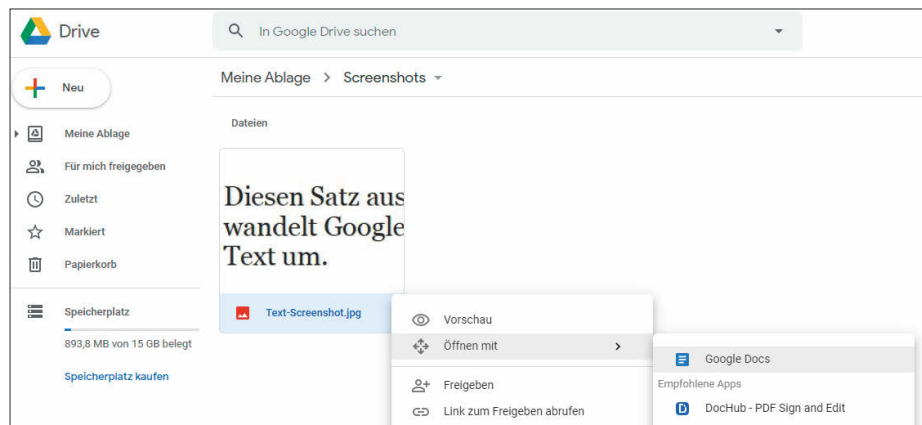 Drive
In Google Drive suchen
Neu
Meine Ablage
Für mich freigegeben
Zuletzt
Markiert
Papierkorb
Speicherplatz
893,8 MB von 15 GB belegt
Speicherplatz kaufen
Meine Ablage > Screenshots
Dateien
Diesen Satz aus
wandelt Google
Text um.
Text-Screenshot.jpg
Vorschau
Öffnen mit
Freigeben
Link zum Freigeben abrufen
Google Docs
Empfohlene Apps
DocHub - PDF Sign and Edit